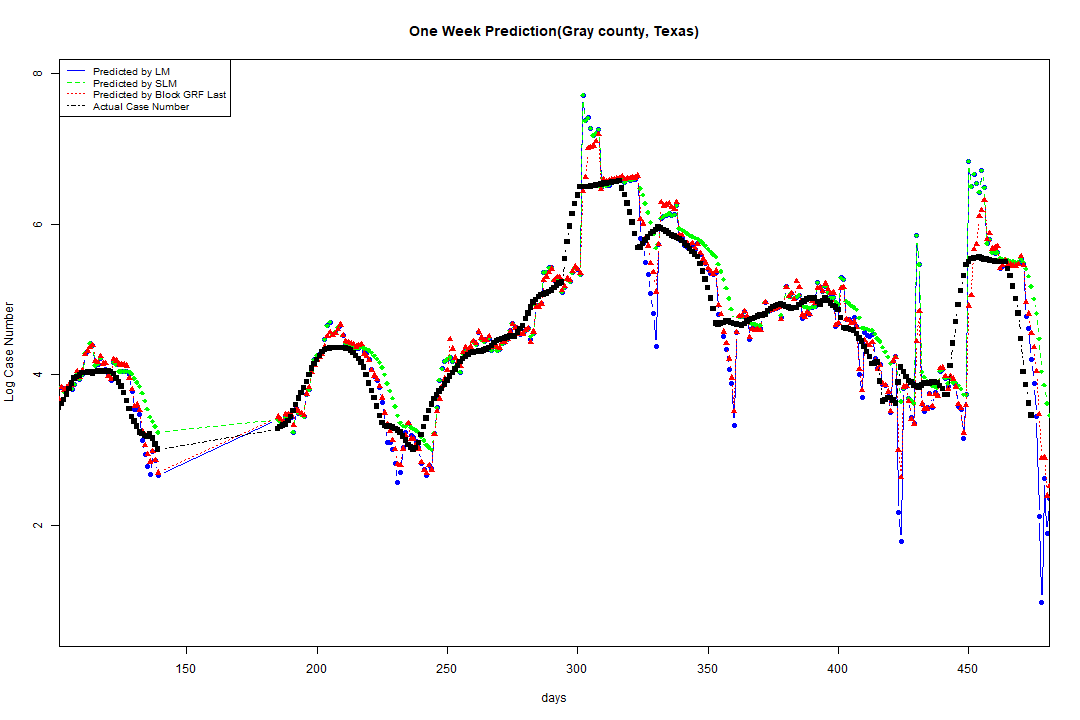 One Week Prediction(Gray county, Texas)
Predicted by LM
Predicted by SLM
Predicted by Block GRF Last
Actual Case Number
Log Case Number
8
6
4
2
150 200 250 300 350 400 450
days